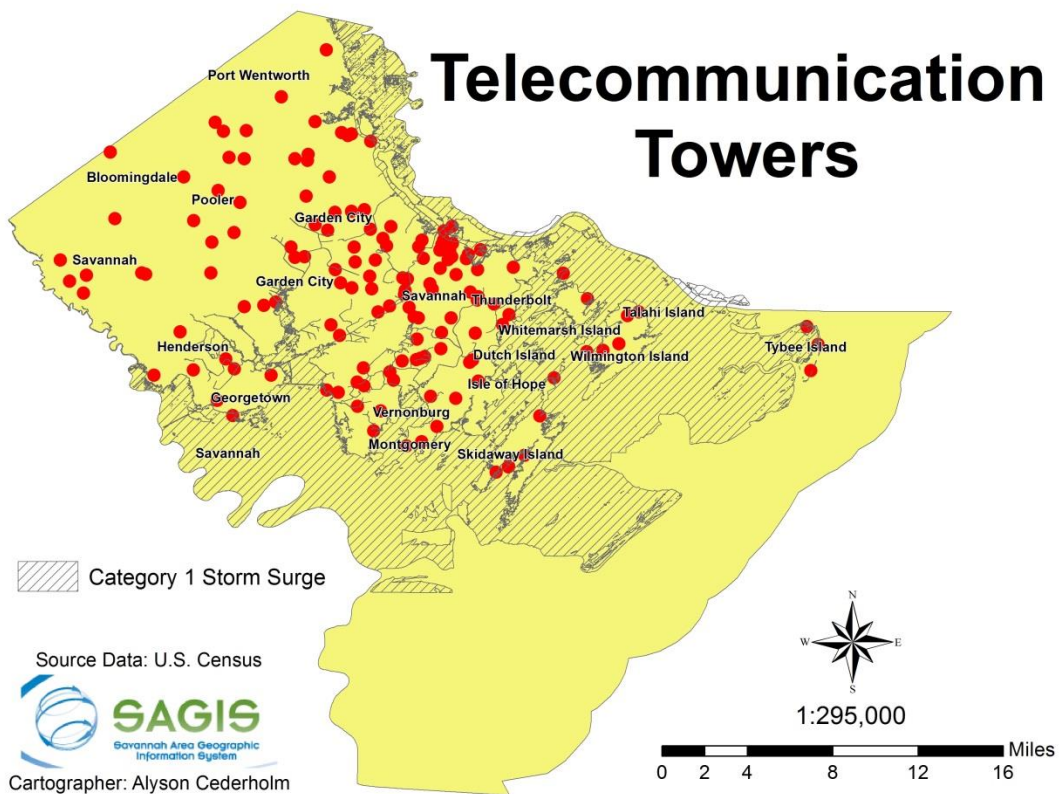 Telecommunication
Towers
Port Wentworth
Bloomingdale
Pooler
Garden City
Savannah
Garden City
Savannah
Thunderbolt
Talahi Island
Whitemarsh Island
Tybee Island
Henderson
Dutch Island
Wilmington Island
Isle of Hope
Georgetown
Vernonburg
Montgomery
Savannah
Skidaway Island
Category 1 Storm Surge
N
W E
S
Source Data: U.S. Census
SAGIS
Savannah Area Geographic
Information System
Cartographer: Alyson Cederholm
1:295,000
Miles
0 2 4 8 12 16